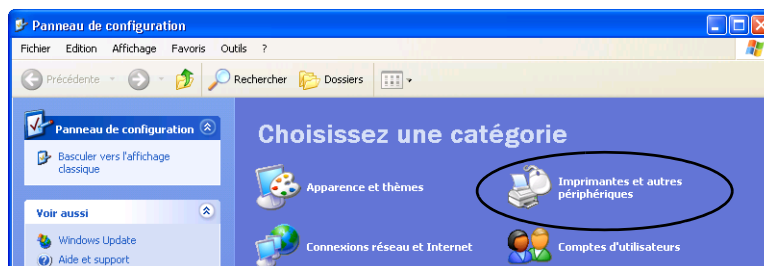 Panneau de configuration
Fichier Edition Affichage Favoris Outils ?
Précédente Rechercher Dossiers
Panneau de configuration
Basculer vers l'affichage
classique
Voir aussi
Windows Update
Aide et support
Choisissez une catégorie
Apparence et thèmes
Imprimantes et autres
périphériques
Connexions réseau et Internet
Comptes d'utilisateurs